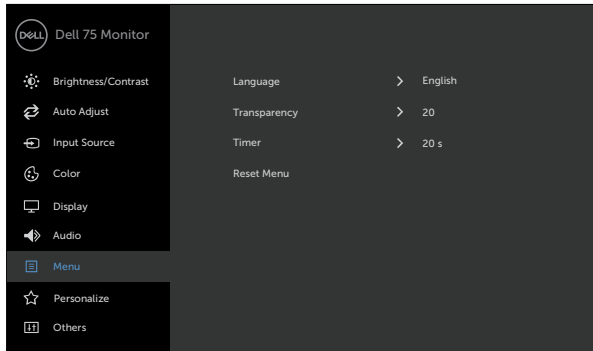 DELL Dell 75 Monitor
Brightness/Contrast
Auto Adjust
Input Source
Color
Display
Audio
Menu
Personalize
Others
Language English
Transparency 20
Timer 20 s
Reset Menu